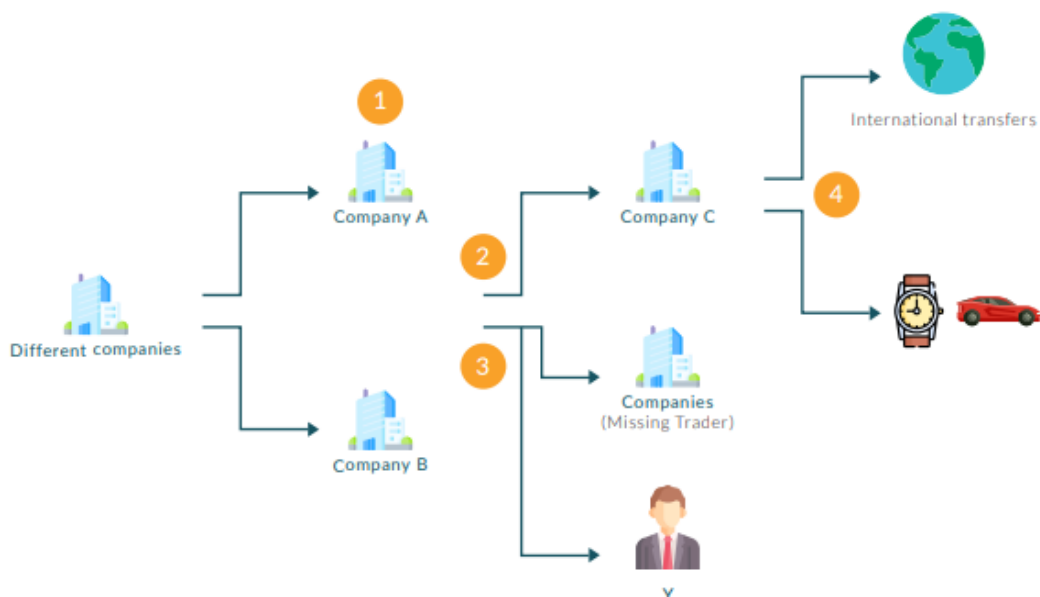 1
International transfers
4
Company A
Company C
2
Different companies
3
Companies
(Missing Trader)
Company B